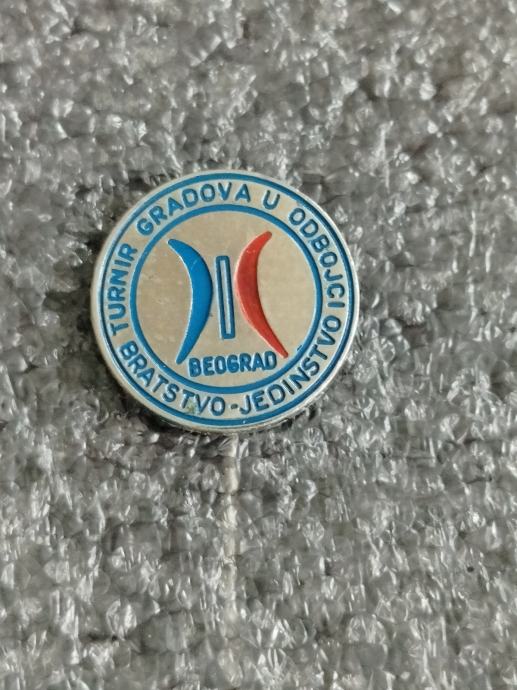 TURNIR GRADOVA U ODBOJCI
BRATSTVO-JEDINSTVO
BEOGRAD